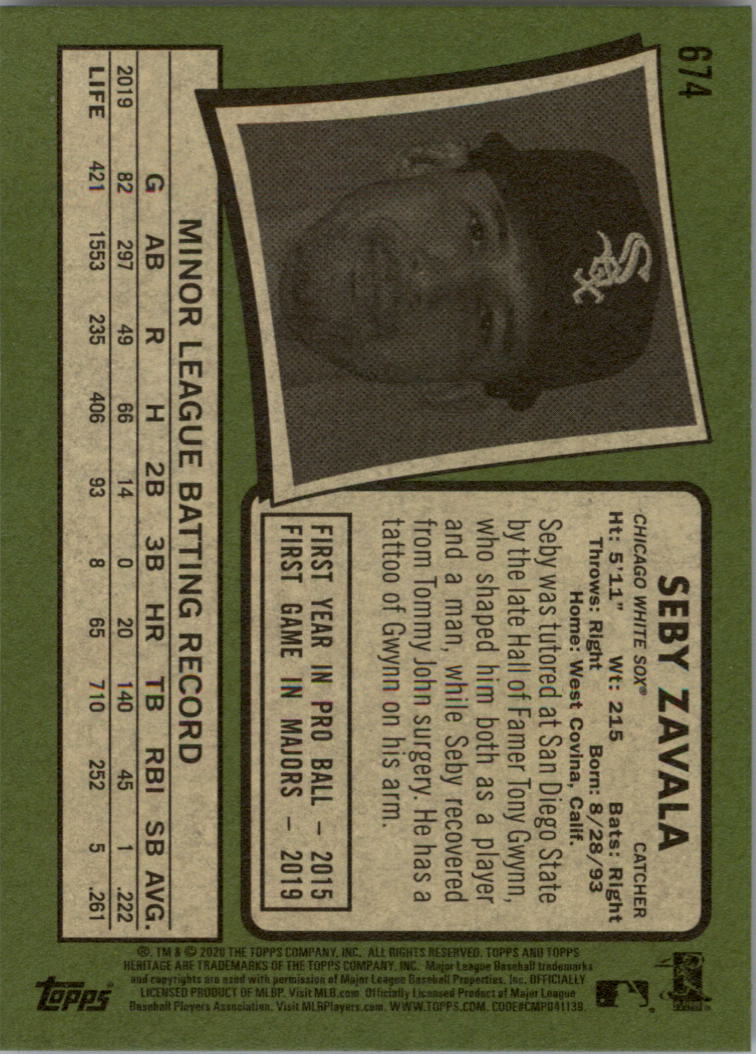 674
Sox
SEBY ZAVALA
CHICAGO WHITE SOX® CATCHER
Ht: 5'11" Wt: 215 Bats: Right
Throws: Right Born: 8/28/93
Home: West Covina, Calif.
Seby was tutored at San Diego State
by the late Hall of Famer Tony Gwynn,
who shaped him both as a player
and a man, while Seby recovered
from Tommy John surgery. He has a
tattoo of Gwynn on his arm.
FIRST YEAR IN PRO BALL – 2015
FIRST GAME IN MAJORS – 2019
MINOR LEAGUE BATTING RECORD
G AB R H 2B 3B HR TB RBI SB AVG.
2019 82 297 49 66 14 0 20 140 45 1 .222
LIFE 421 1553 235 406 93 8 65 710 252 5 .261
®, TM & © 2020 THE TOPPS COMPANY, INC. ALL RIGHTS RESERVED. TOPPS AND TOPPS
HERITAGE ARE TRADEMARKS OF THE TOPPS COMPANY, INC. Major League Baseball trademarks
and copyrights are used with permission of Major League Baseball Properties, Inc. OFFICIALLY
LICENSED PRODUCT OF MLBP. Visit MLB.com Officially Licensed Product of Major League
Baseball Players Association. Visit MLBPlayers.com. WWW.TOPPS.COM. CODE#CMP041139.
topps